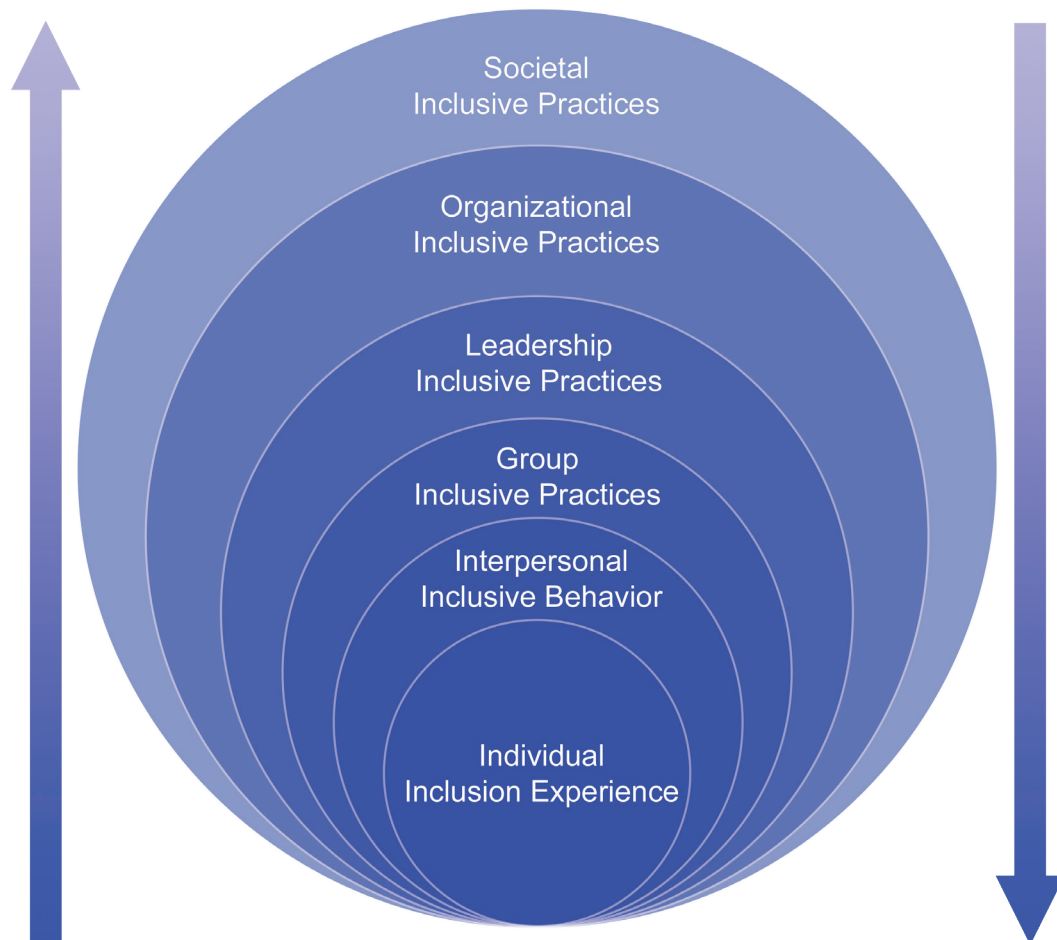 Societal
Inclusive Practices
Organizational
Inclusive Practices
Leadership
Inclusive Practices
Group
Inclusive Practices
Interpersonal
Inclusive Behavior
Individual
Inclusion Experience